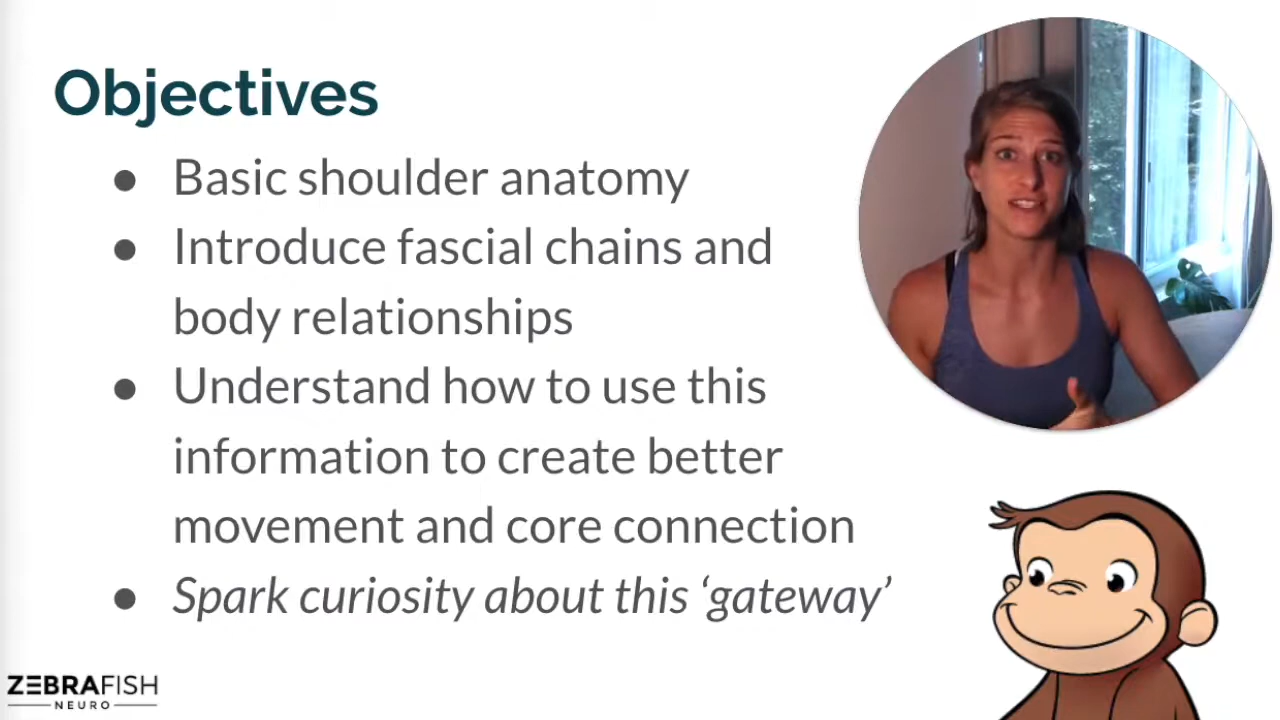 Objectives
● Basic shoulder anatomy
● Introduce fascial chains and
body relationships
● Understand how to use this
information to create better
movement and core connection
● Spark curiosity about this ‘gateway’
ZEBRAFISH
NEURO